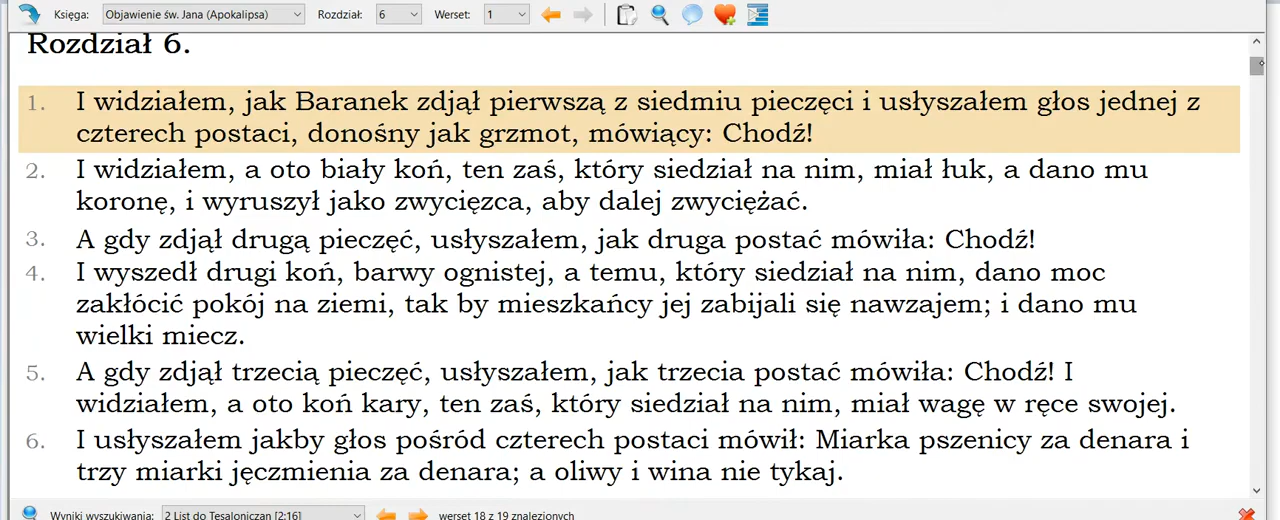 Księga: Objawienie św. Jana (Apokalipsa) Rozdział: 6 Werset: 1
Rozdział 6.
1. I widziałem, jak Baranek zdjął pierwszą z siedmiu pieczęci i usłyszałem głos jednej z
czterech postaci, donośny jak grzmot, mówiący: Chodź!
2. I widziałem, a oto biały koń, ten zaś, który siedział na nim, miał łuk, a dano mu
koronę, i wyruszył jako zwycięzca, aby dalej zwyciężać.
3. A gdy zdjął drugą pieczęć, usłyszałem, jak druga postać mówiła: Chodź!
4. I wyszedł drugi koń, barwy ognistej, a temu, który siedział na nim, dano moc
zakłócić pokój na ziemi, tak by mieszkańcy jej zabijali się nawzajem; i dano mu
wielki miecz.
5. A gdy zdjął trzecią pieczęć, usłyszałem, jak trzecia postać mówiła: Chodź! I
widziałem, a oto koń kary, ten zaś, który siedział na nim, miał wagę w ręce swojej.
6. I usłyszałem jakby głos pośród czterech postaci mówił: Miarka pszenicy za denara i
trzy miarki jęczmienia za denara; a oliwy i wina nie tykaj.
Wyniki wyszukiwania: 2 List do Tesaloniczan [2:16] werset 18 z 19 znalezionych